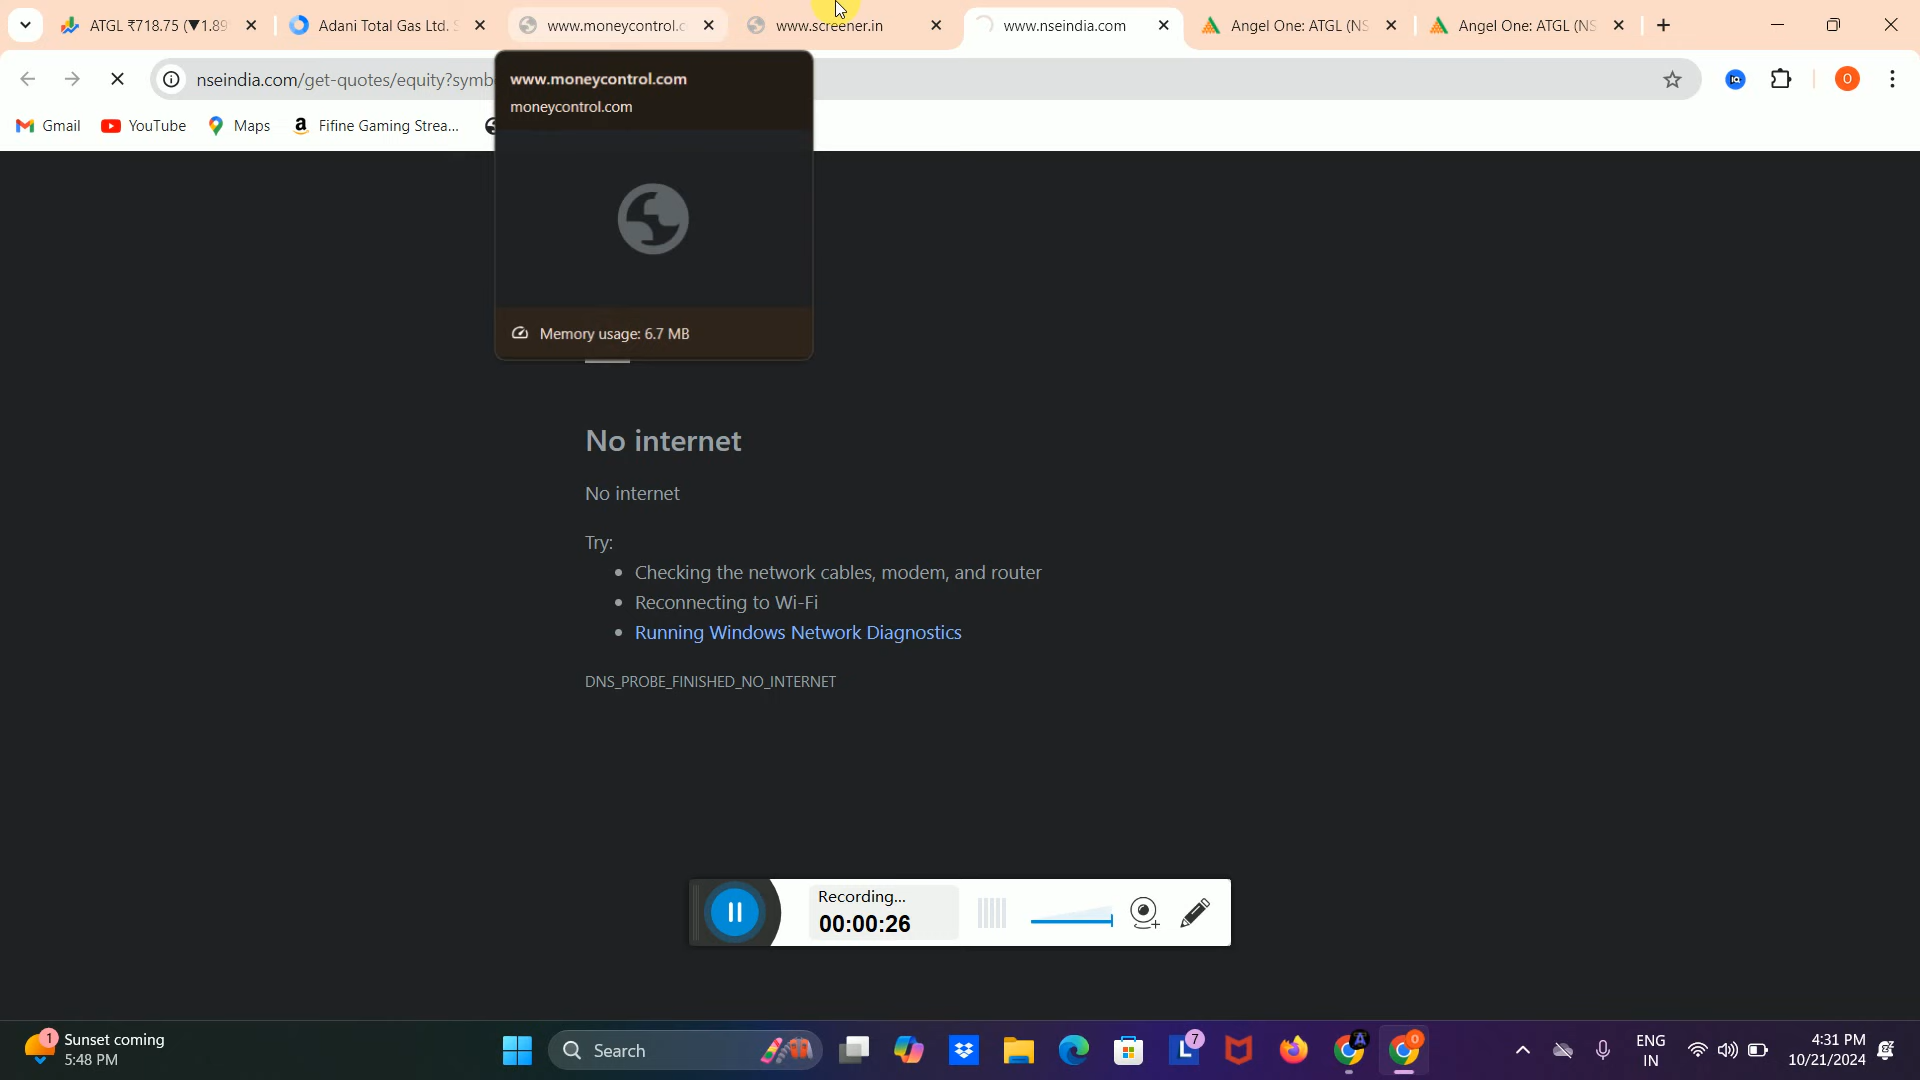 ATGL ₹718.75 (▼1.89
Adani Total Gas Ltd. S
www.moneycontrol.c
www.screener.in
www.nseindia.com
Angel One: ATGL (NS
Angel One: ATGL (NS
nseindia.com/get-quotes/equity?symb
O
Gmail
YouTube
Maps
Fifine Gaming Strea...
www.moneycontrol.com
moneycontrol.com
Memory usage: 6.7 MB
No internet
No internet
Try:
• Checking the network cables, modem, and router
• Reconnecting to Wi-Fi
• Running Windows Network Diagnostics
DNS_PROBE_FINISHED_NO_INTERNET
Recording...
00:00:26
1
Sunset coming
5:48 PM
Search
L
7
A
O
ENG
IN
4:31 PM
10/21/2024